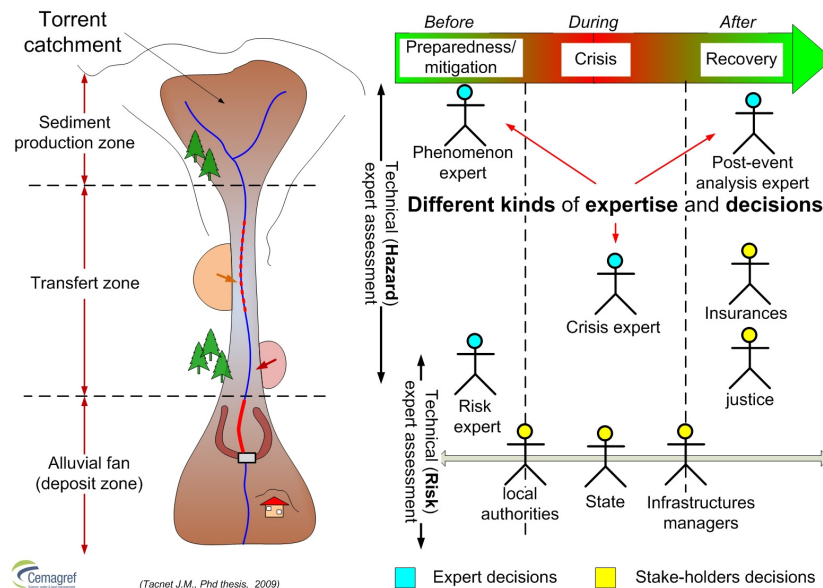 Torrent
catchment
Sediment
production zone
Transfert zone
Alluvial fan
(deposit zone)
Before
During
After
Preparedness/
mitigation
Crisis
Recovery
Technical (Hazard)
expert assessment
Phenomenon
expert
Post-event
analysis expert
Different kinds of expertise and decisions
Crisis expert
Insurances
justice
Risk
expert
Technical (Risk)
expert assessment
local
authorities
State
Infrastructures
managers
Cemagref
(Tacnet J.M., Phd thesis, 2009)
Expert decisions
Stake-holders decisions